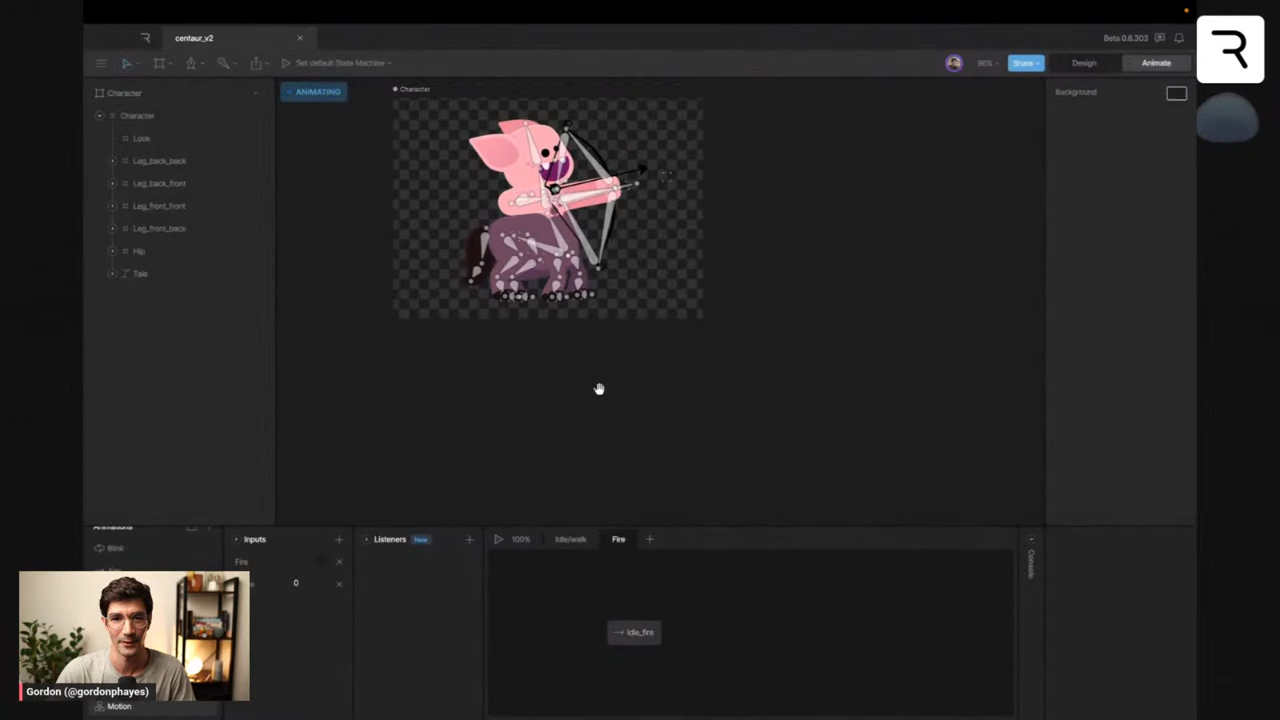 centaur_v2
Beta 0.8.303
Set default State Machine
96%
Share
Design
Animate
Character
ANIMATING
Character
Background
Character
Look
Leg_back_back
Leg_back_front
Leg_front_front
Leg_front_back
Hip
Tale
Animations
Inputs
Listeners New
100%
Idle/walk
Fire
Blink
Fire
Console
0
Idle_fire
Gordon (@gordonphayes)
Motion